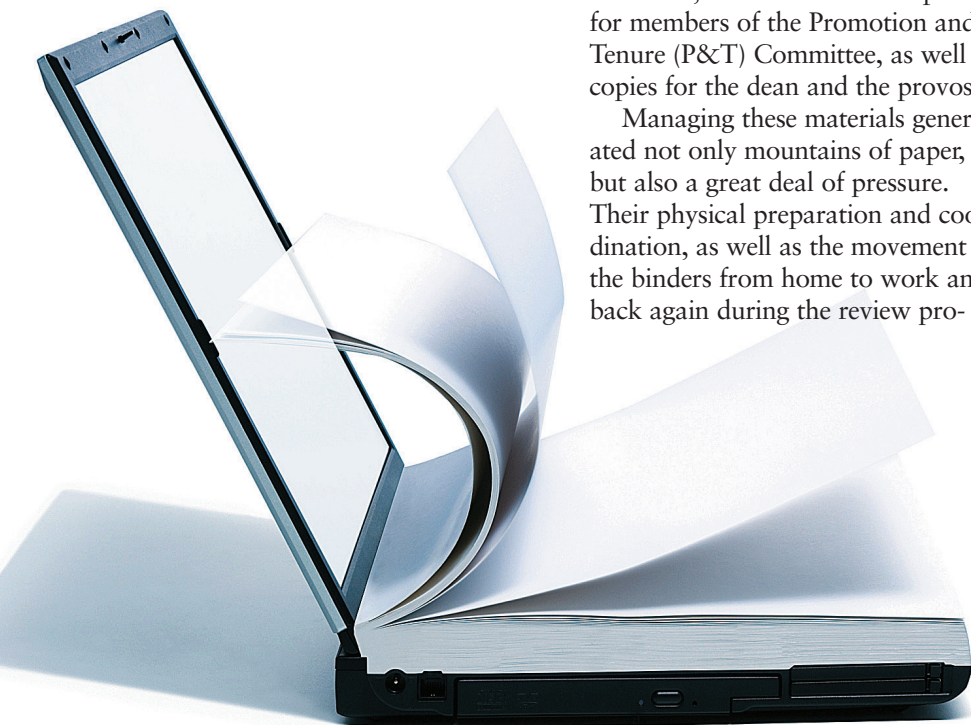 for members of the Promotion and
Tenure (P&T) Committee, as well
copies for the dean and the provos
Managing these materials gener
ated not only mountains of paper,
but also a great deal of pressure.
Their physical preparation and coo
dination, as well as the movement
the binders from home to work an
back again during the review pro-